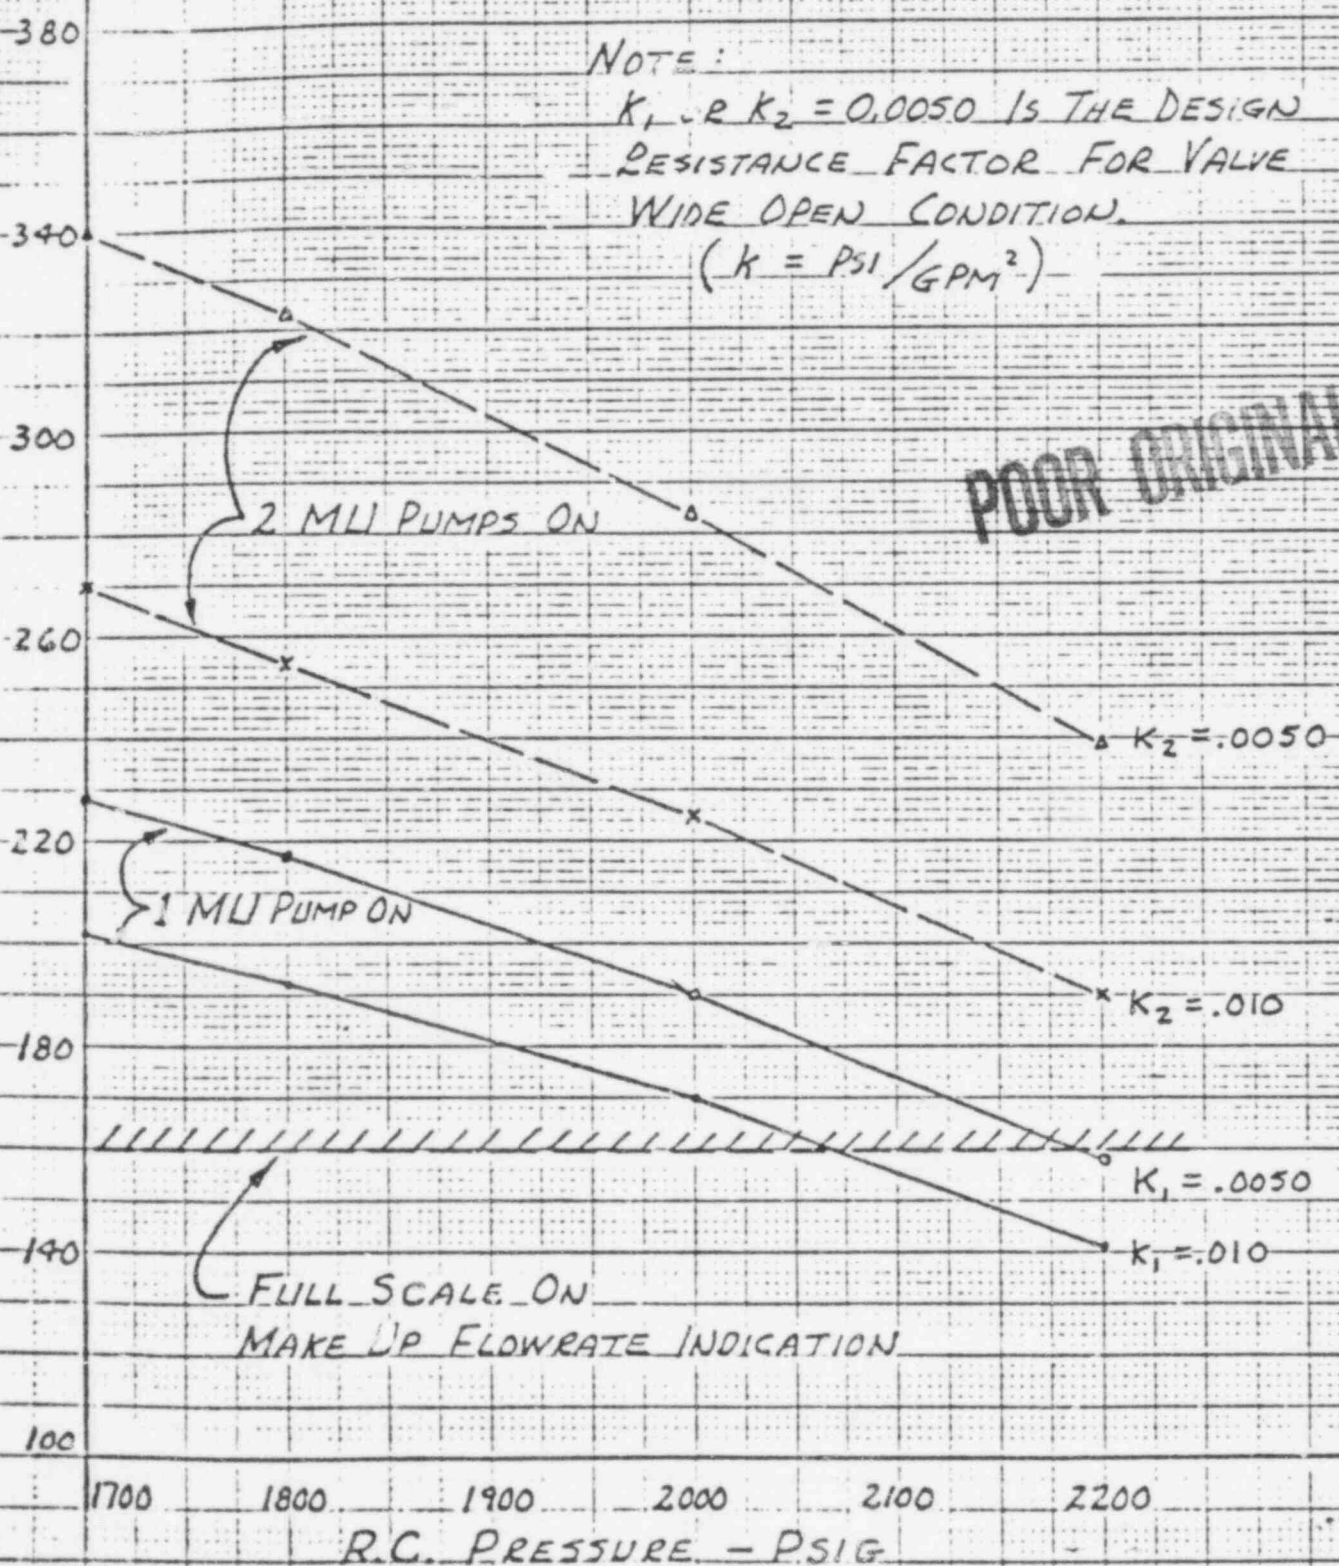 380
NOTE:
K₁ OR K₂ = 0.0050 IS THE DESIGN
RESISTANCE FACTOR FOR VALVE
WIDE OPEN CONDITION.
(K = PSI/GPM²)
340
300
POOR ORIGINAL
2 MU PUMPS ON
260
K₂ = .0050
220
1 MU PUMP ON
K₂ = .010
180
K₁ = .0050
140
K₁ = .010
FULL SCALE ON
MAKE UP FLOWRATE INDICATION
100
1700 1800 1900 2000 2100 2200
R.C. PRESSURE - PSIG